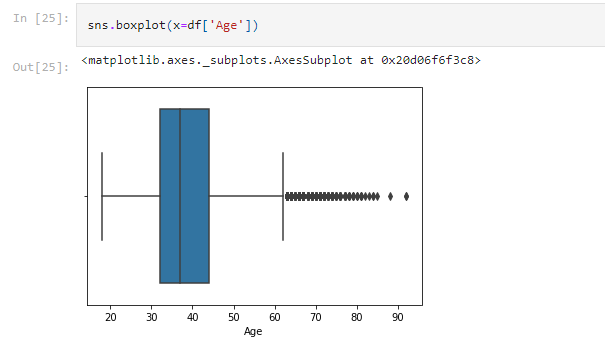 In [25]: sns.boxplot(x=df['Age'])
Out[25]: <matplotlib.axes._subplots.AxesSubplot at 0x20d06f6f3c8>
20 30 40 50 60 70 80 90
Age